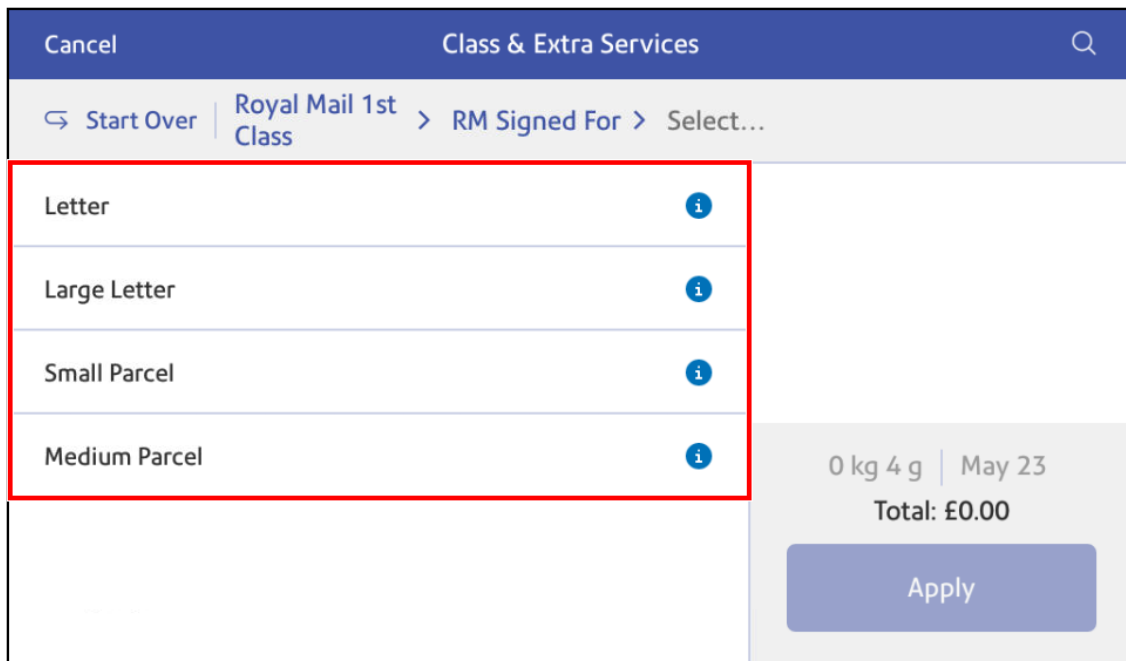 Cancel Class & Extra Services
Start Over Royal Mail 1st Class > RM Signed For > Select...
Letter
Large Letter
Small Parcel
Medium Parcel
0 kg 4 g May 23
Total: £0.00
Apply